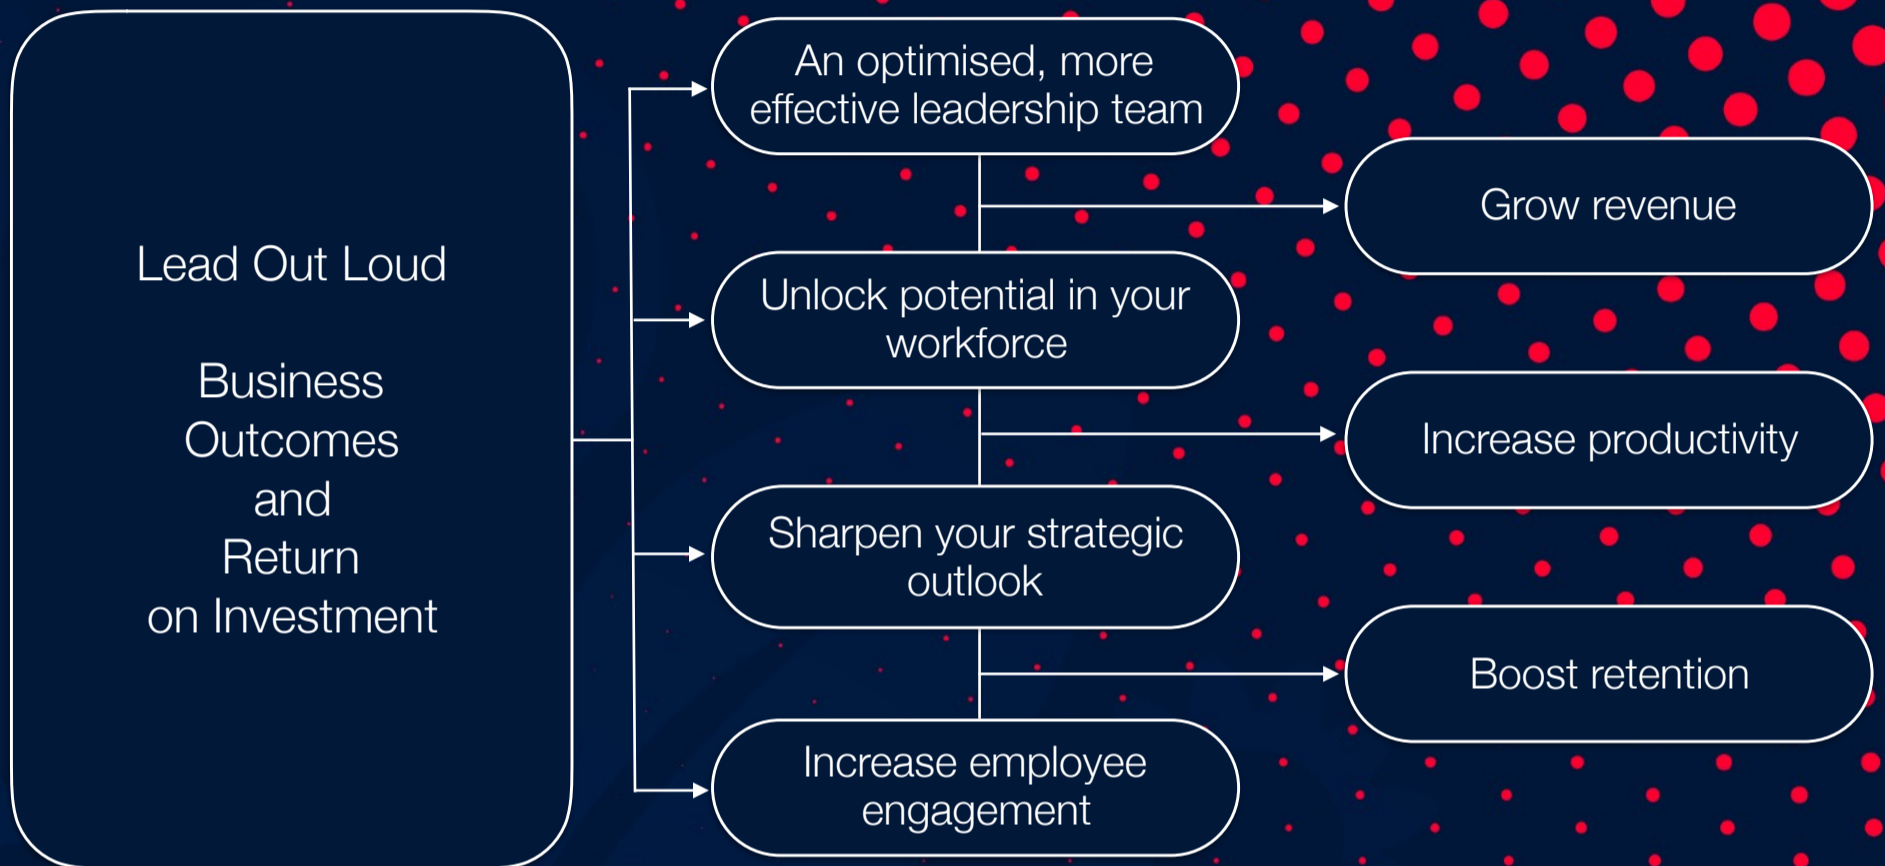 Lead Out Loud
Business
Outcomes
and
Return
on Investment
An optimised, more
effective leadership team
Unlock potential in your
workforce
Sharpen your strategic
outlook
Increase employee
engagement
Grow revenue
Increase productivity
Boost retention